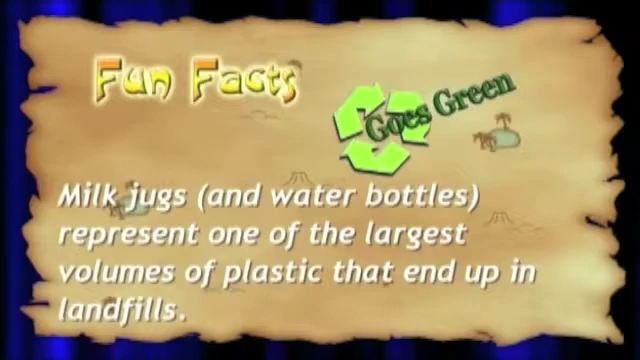 Fun Facts
Goes Green
Milk jugs (and water bottles)
represent one of the largest
volumes of plastic that end up in
landfills.